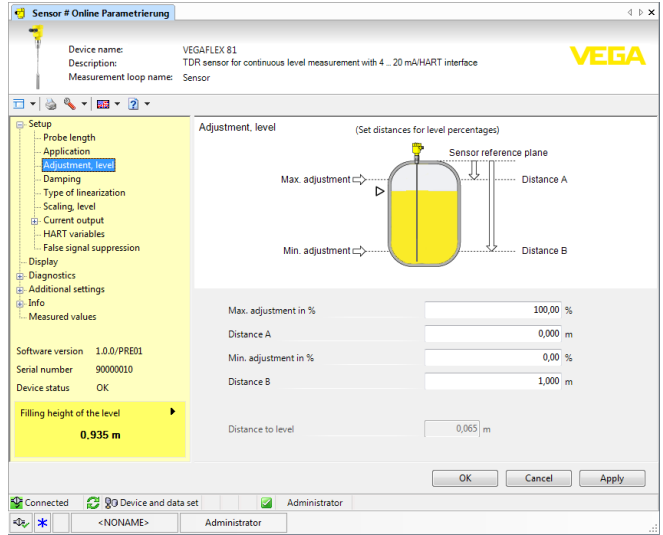 Sensor # Online Parametrierung
Device name: VEGAFLEX 81
Description: TDR sensor for continuous level measurement with 4 .. 20 mA/HART interface
Measurement loop name: Sensor
VEGA
Setup
Probe length
Application
Adjustment, level
Damping
Type of linearization
Scaling, level
Current output
HART variables
False signal suppression
Display
Diagnostics
Additional settings
Info
Measured values
Software version 1.0.0/PRE01
Serial number 90000010
Device status OK
Filling height of the level
0,935 m
Adjustment, level
(Set distances for level percentages)
Sensor reference plane
Max. adjustment
Distance A
Min. adjustment
Distance B
Max. adjustment in % 100,00 %
Distance A 0,000 m
Min. adjustment in % 0,00 %
Distance B 1,000 m
Distance to level 0,065 m
OK Cancel Apply
Connected Device and data set Administrator
<NONAME> Administrator